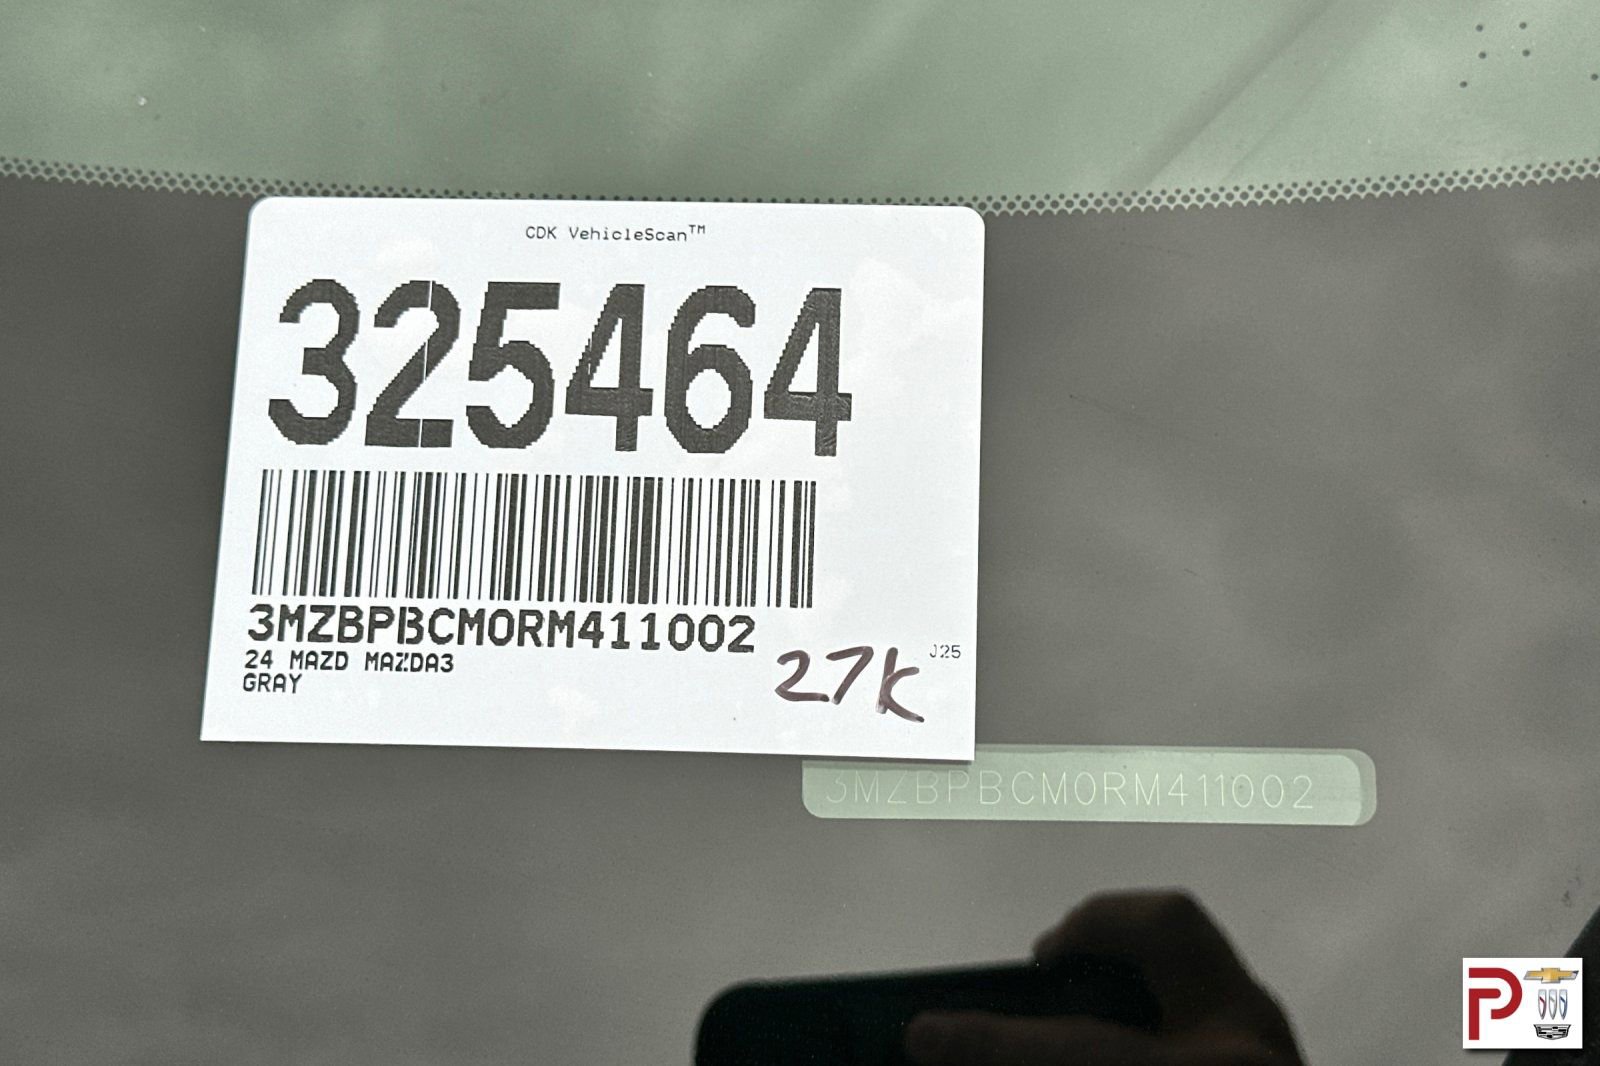 CDK VehicleScan™
325464
3MZBPBCM0RM411002
24 MAZD MAZDA3
GRAY
J25
27K
3MZBPBCM0RM411002
P